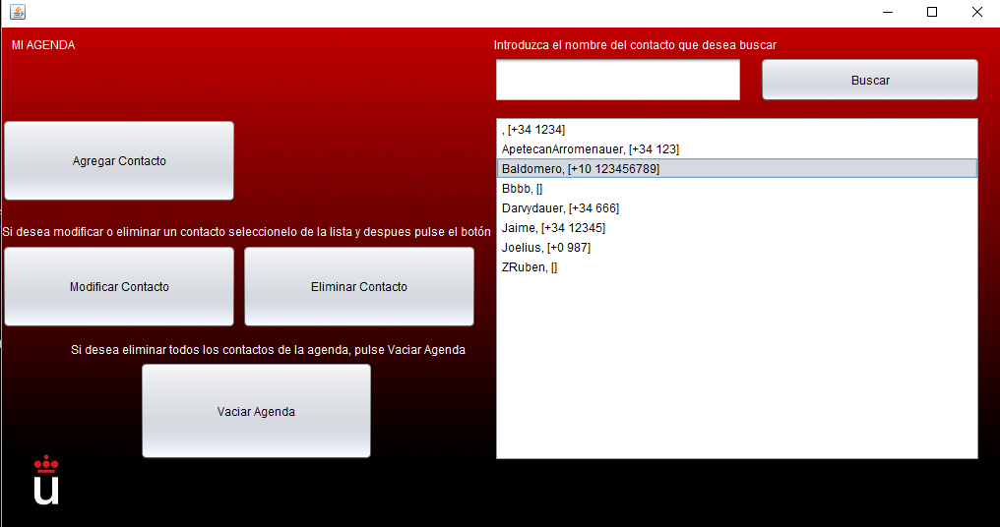 MI AGENDA
Introduzca el nombre del contacto que desea buscar
Buscar
Agregar Contacto
, [+34 1234]
ApetecanArromenauer, [+34 123]
Baldomero, [+10 123456789]
Bbbb, []
Darvydauer, [+34 666]
Jaime, [+34 12345]
Joelius, [+0 987]
ZRuben, []
Si desea modificar o eliminar un contacto seleccionelo de la lista y despues pulse el botón
Modificar Contacto
Eliminar Contacto
Si desea eliminar todos los contactos de la agenda, pulse Vaciar Agenda
Vaciar Agenda
u